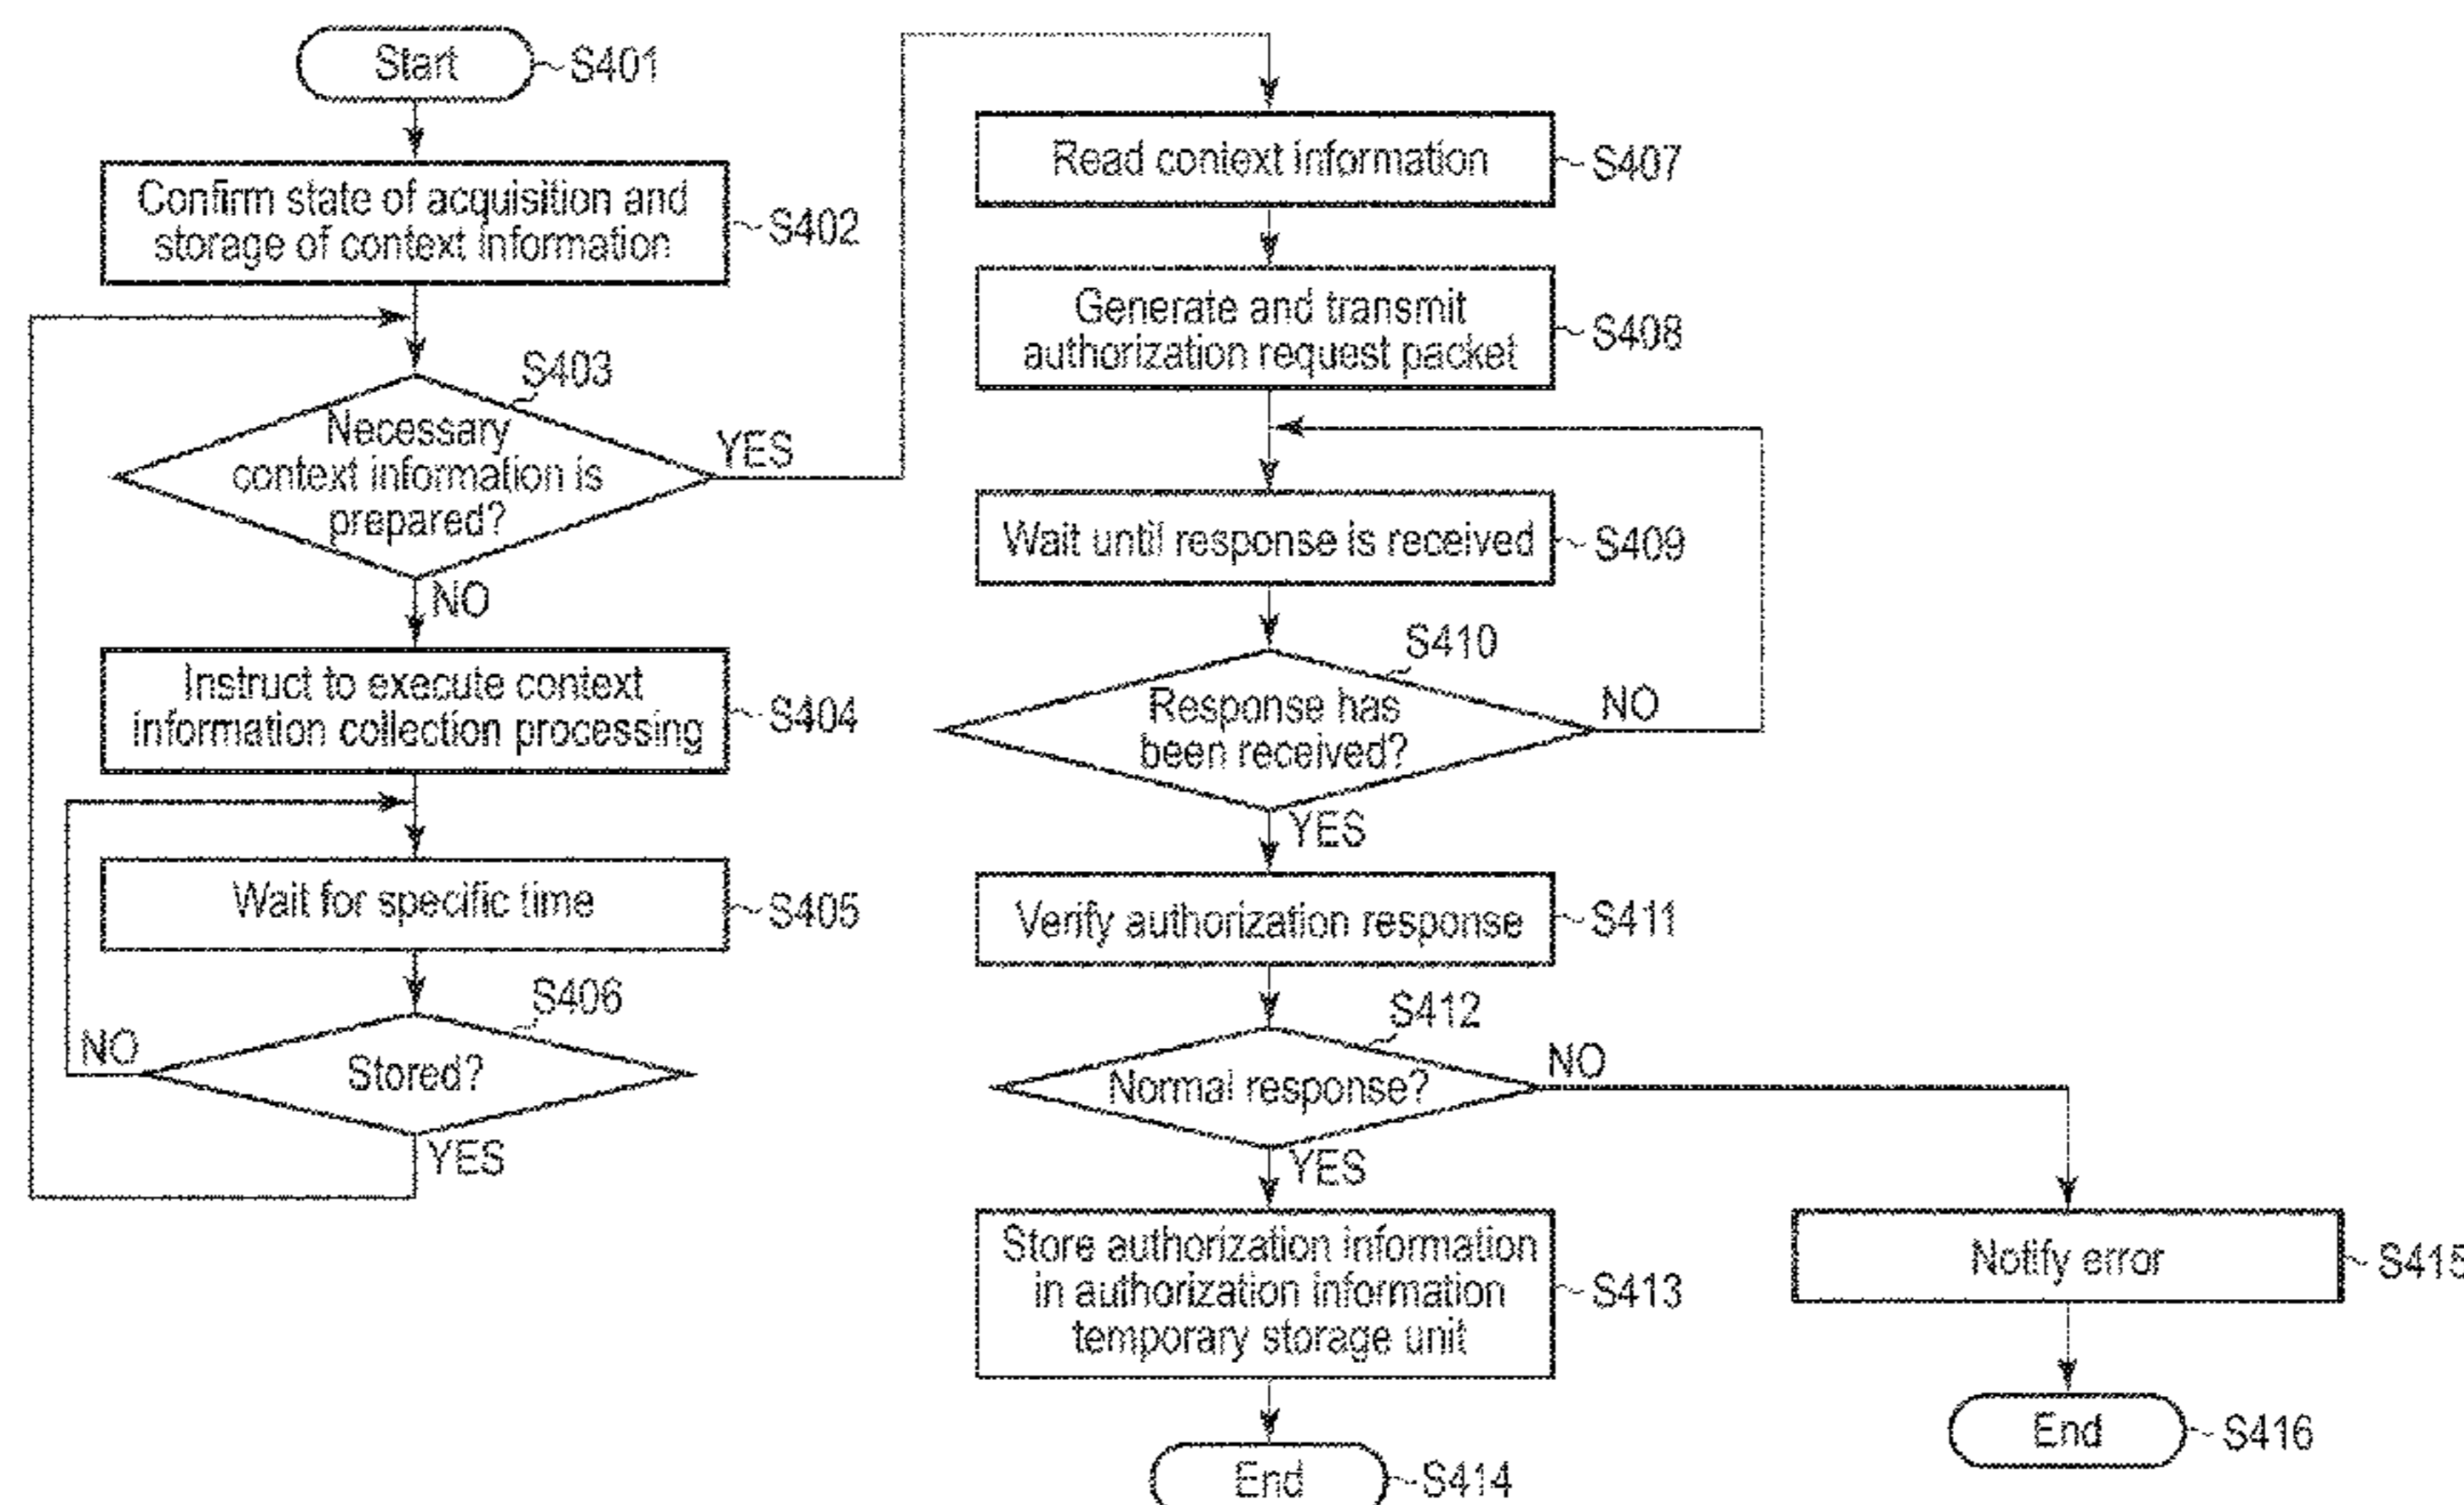 Start
S401
Confirm state of acquisition and
storage of context information
S402
S403
Necessary
context information is
prepared?
YES
NO
Instruct to execute context
information collection processing
S404
Wait for specific time
S405
S406
Stored?
NO
YES
Read context information
S407
Generate and transmit
authorization request packet
S408
Wait until response is received
S409
S410
Response has
been received?
NO
YES
Verify authorization response
S411
S412
Normal response?
NO
YES
Store authorization information
in authorization information
temporary storage unit
S413
End
S414
Notify error
S415
End
S416